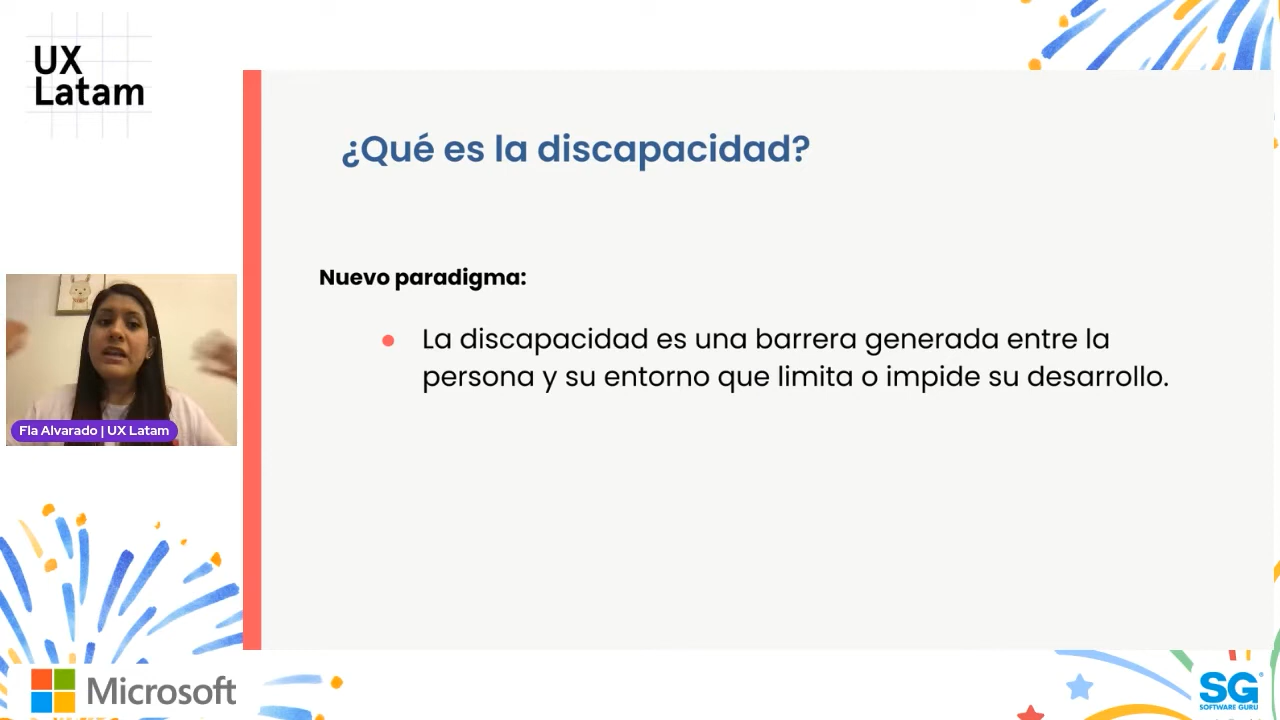 UX
Latam
¿Qué es la discapacidad?
Nuevo paradigma:
● La discapacidad es una barrera generada entre la
persona y su entorno que limita o impide su desarrollo.
Fla Alvarado | UX Latam
Microsoft
SG
SOFTWARE GURU